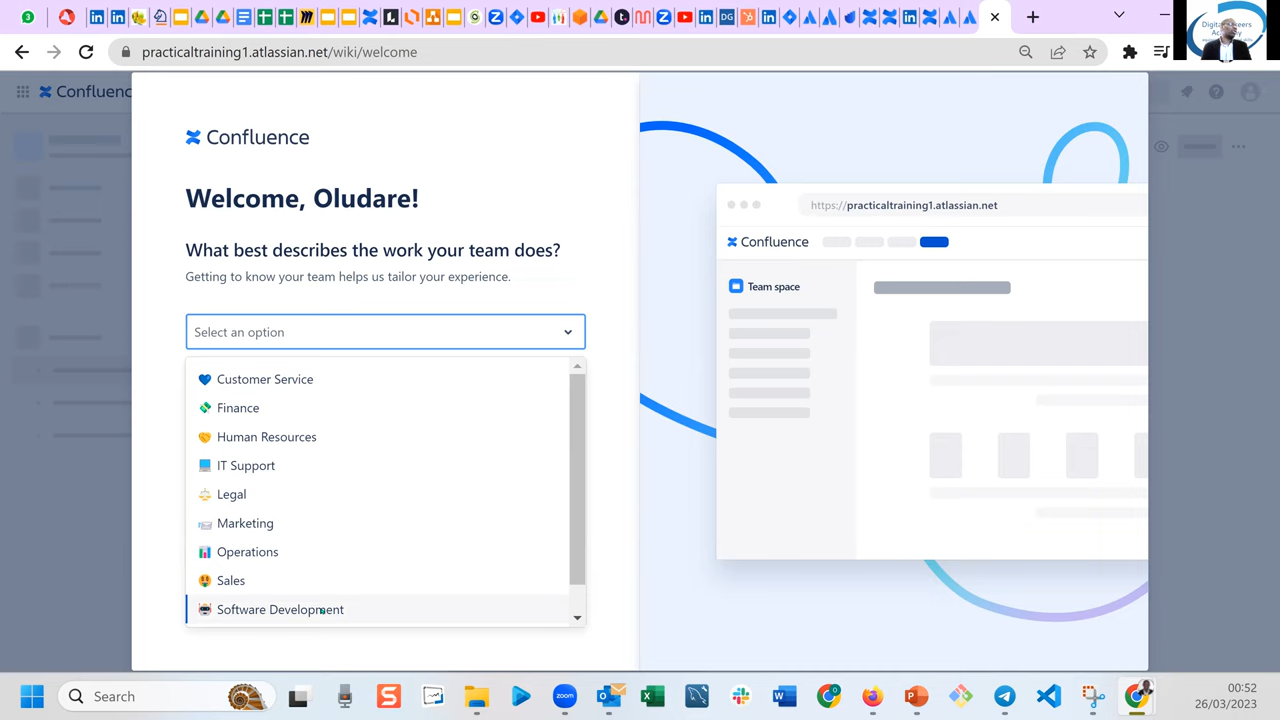 practicaltraining1.atlassian.net/wiki/welcome
Confluence
Confluence
Welcome, Oludare!
What best describes the work your team does?
Getting to know your team helps us tailor your experience.
Select an option
Customer Service
Finance
Human Resources
IT Support
Legal
Marketing
Operations
Sales
Software Development
https://practicaltraining1.atlassian.net
Confluence
Team space
Search
zoom
00:52
26/03/2023